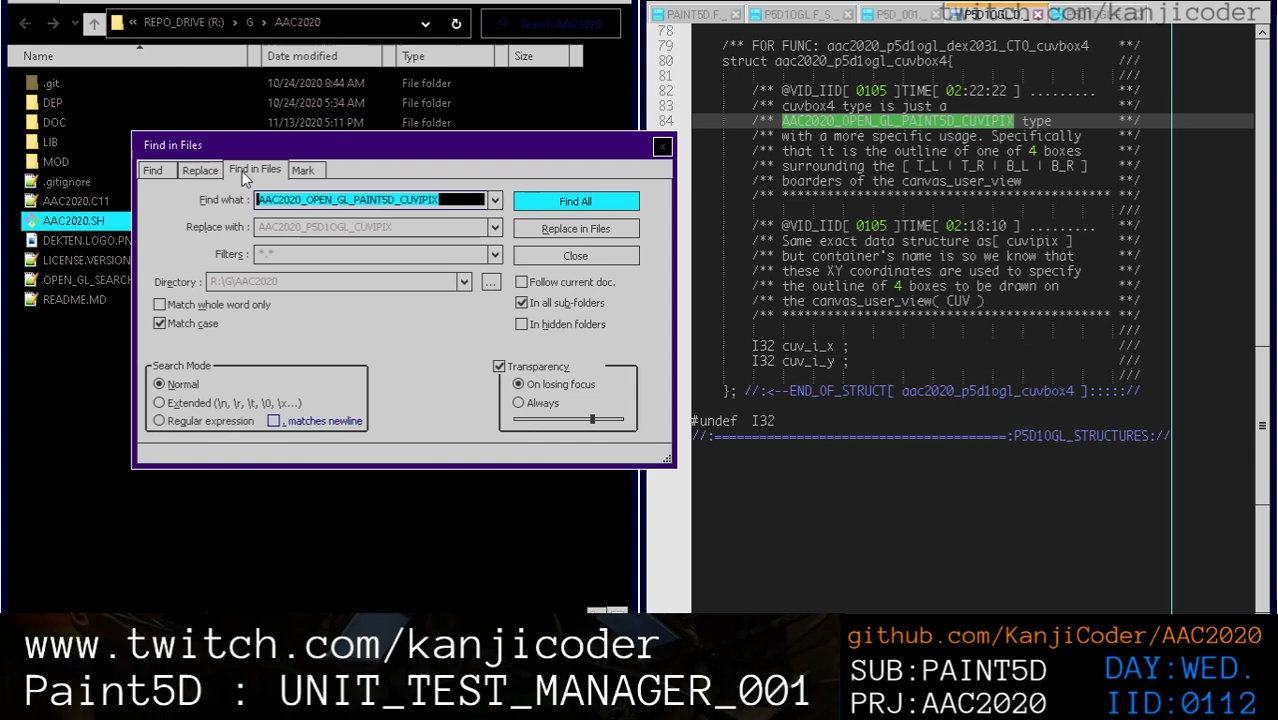 « REPO_DRIVE (R:) > G > AAC2020
Search AAC2020
Name Date modified Type Size
.git 10/24/2020 8:44 AM File folder
DEP 10/24/2020 5:34 AM File folder
DOC 11/13/2020 5:11 PM File folder
LIB
MOD
.gitignore
AAC2020.C11
AAC2020.SH
DEKTEN.LOGO.PN
LICENSE.VERSION
OPEN_GL_SEARC
README.MD
Find in Files
x
Find Replace Find in Files Mark
Find what : AAC2020_OPEN_GL_PAINT5D_CUVIPIX Find All
Replace with : AAC2020_P5D1OGL_CUVIPIX Replace in Files
Filters : *.* Close
Directory : R:\G\AAC2020 ... Follow current doc.
Match whole word only In all sub-folders
Match case In hidden folders
Search Mode Transparency
Normal On losing focus
Extended (\n, \r, \t, \0, \x...) Always
Regular expression . matches newline
PAINT5D.F_ P5D1OGL.F_S_ P5D_001_ P5D1OGL.D_
twitch.com/kanjicoder
78
79 /** FOR FUNC: aac2020_p5d1ogl_dex2031_CTO_cuvbox4 **/
80 struct aac2020_p5d1ogl_cuvbox4{ ///
81 ///
82 /** @VID_IID[ 0105 ]TIME[ 02:22:22 ] ......... **/
83 /** cuvbox4 type is just a **/
84 /** AAC2020_OPEN_GL_PAINT5D_CUVIPIX type **/
/** with a more specific usage. Specifically **/
/** that it is the outline of one of 4 boxes **/
/** surrounding the [ T_L | T_R | B_L | B_R ] **/
/** boarders of the canvas_user_view **/
/** ******************************************* **/
///
/** @VID_IID[ 0105 ]TIME[ 02:18:10 ] ......... **/
/** Same exact data structure as[ cuvipix ] **/
/** but container's name is so we know that **/
/** these XY coordinates are used to specify **/
/** the outline of 4 boxes to be drawn on **/
/** the canvas_user_view( CUV ) **/
/** ******************************************* **/
///
I32 cuv_i_x ; ///
I32 cuv_i_y ; ///
///
}; //:<--END_OF_STRUCT[ aac2020_p5d1ogl_cuvbox4 ]:::::://
#undef I32
//:=====================================:P5D1OGL_STRUCTURES://
www.twitch.com/kanjicoder
Paint5D : UNIT_TEST_MANAGER_001
github.com/KanjiCoder/AAC2020
SUB:PAINT5D DAY:WED.
PRJ:AAC2020 IID:0112